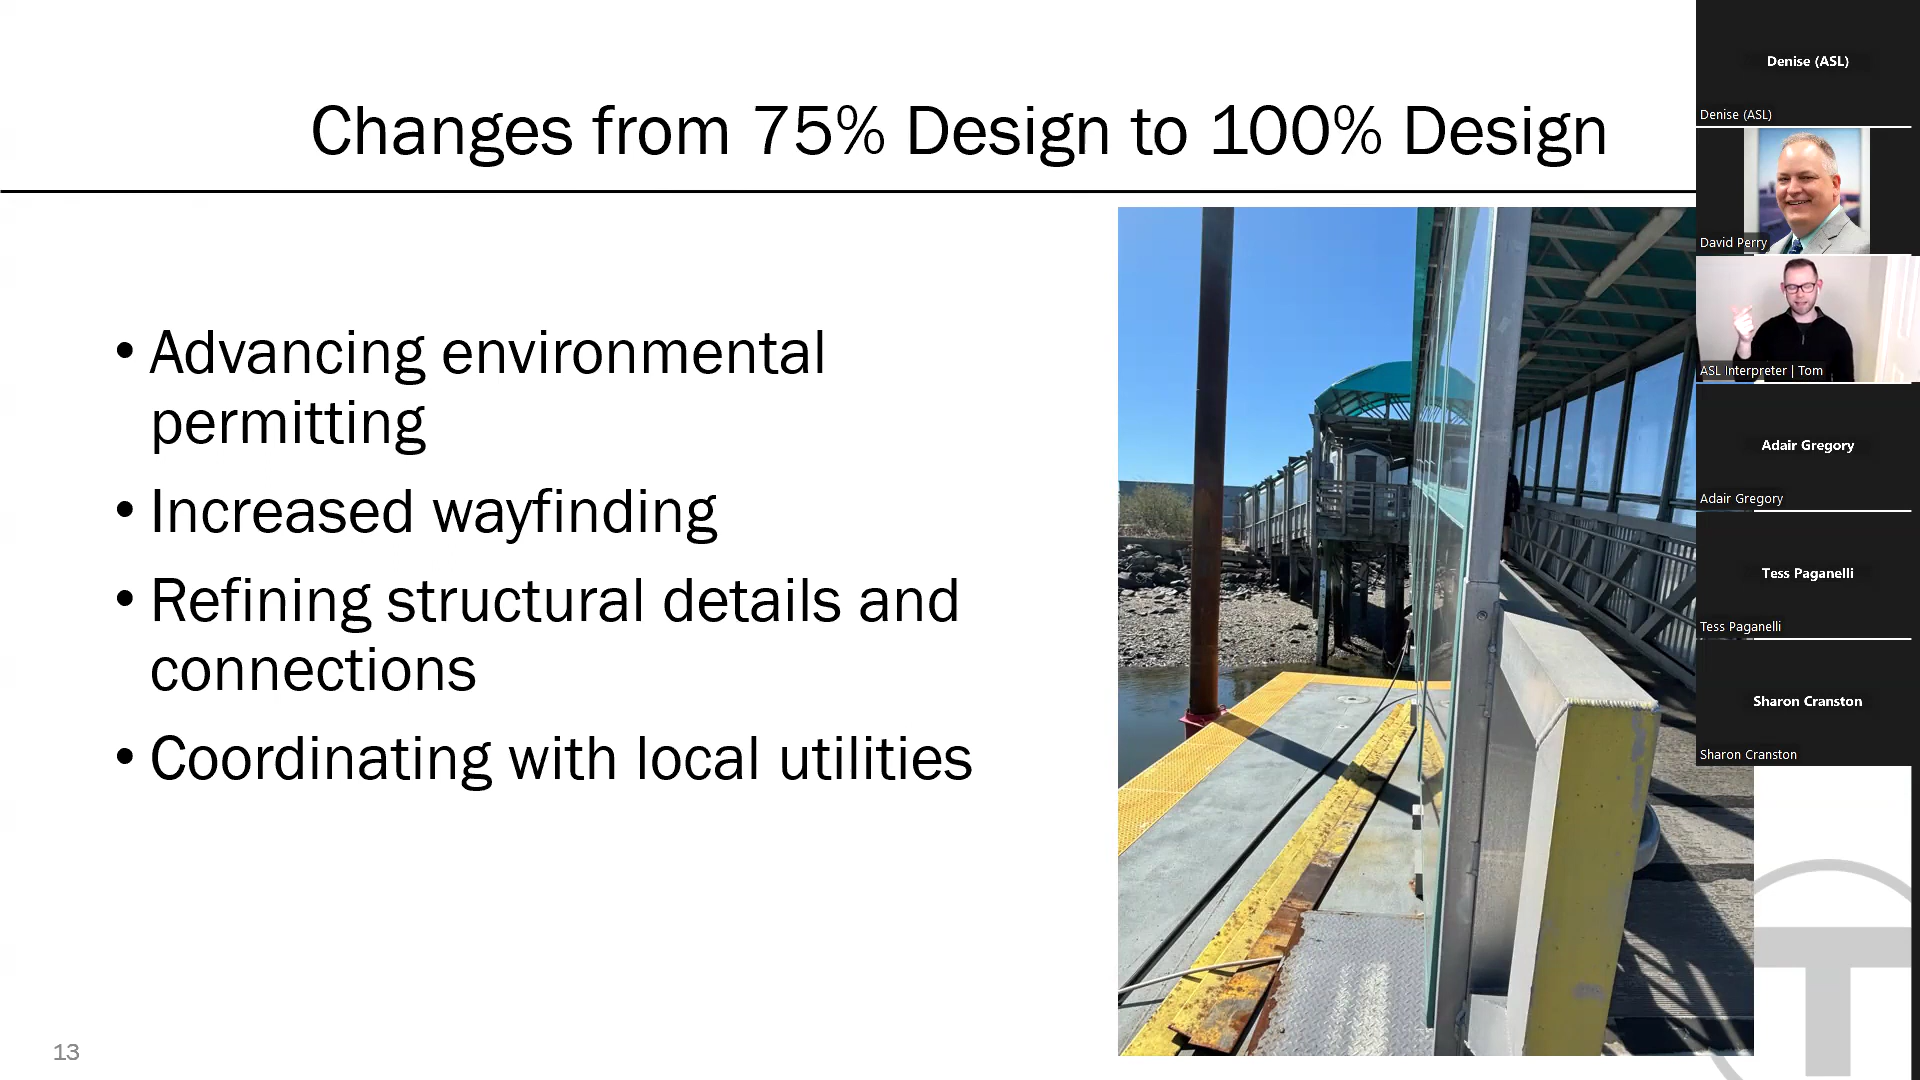 Changes from 75% Design to 100% Design
• Advancing environmental
permitting
• Increased wayfinding
• Refining structural details and
connections
• Coordinating with local utilities
13
Denise (ASL)
Denise (ASL)
David Perry
ASL Interpreter | Tom
Adair Gregory
Adair Gregory
Tess Paganelli
Tess Paganelli
Sharon Cranston
Sharon Cranston
T